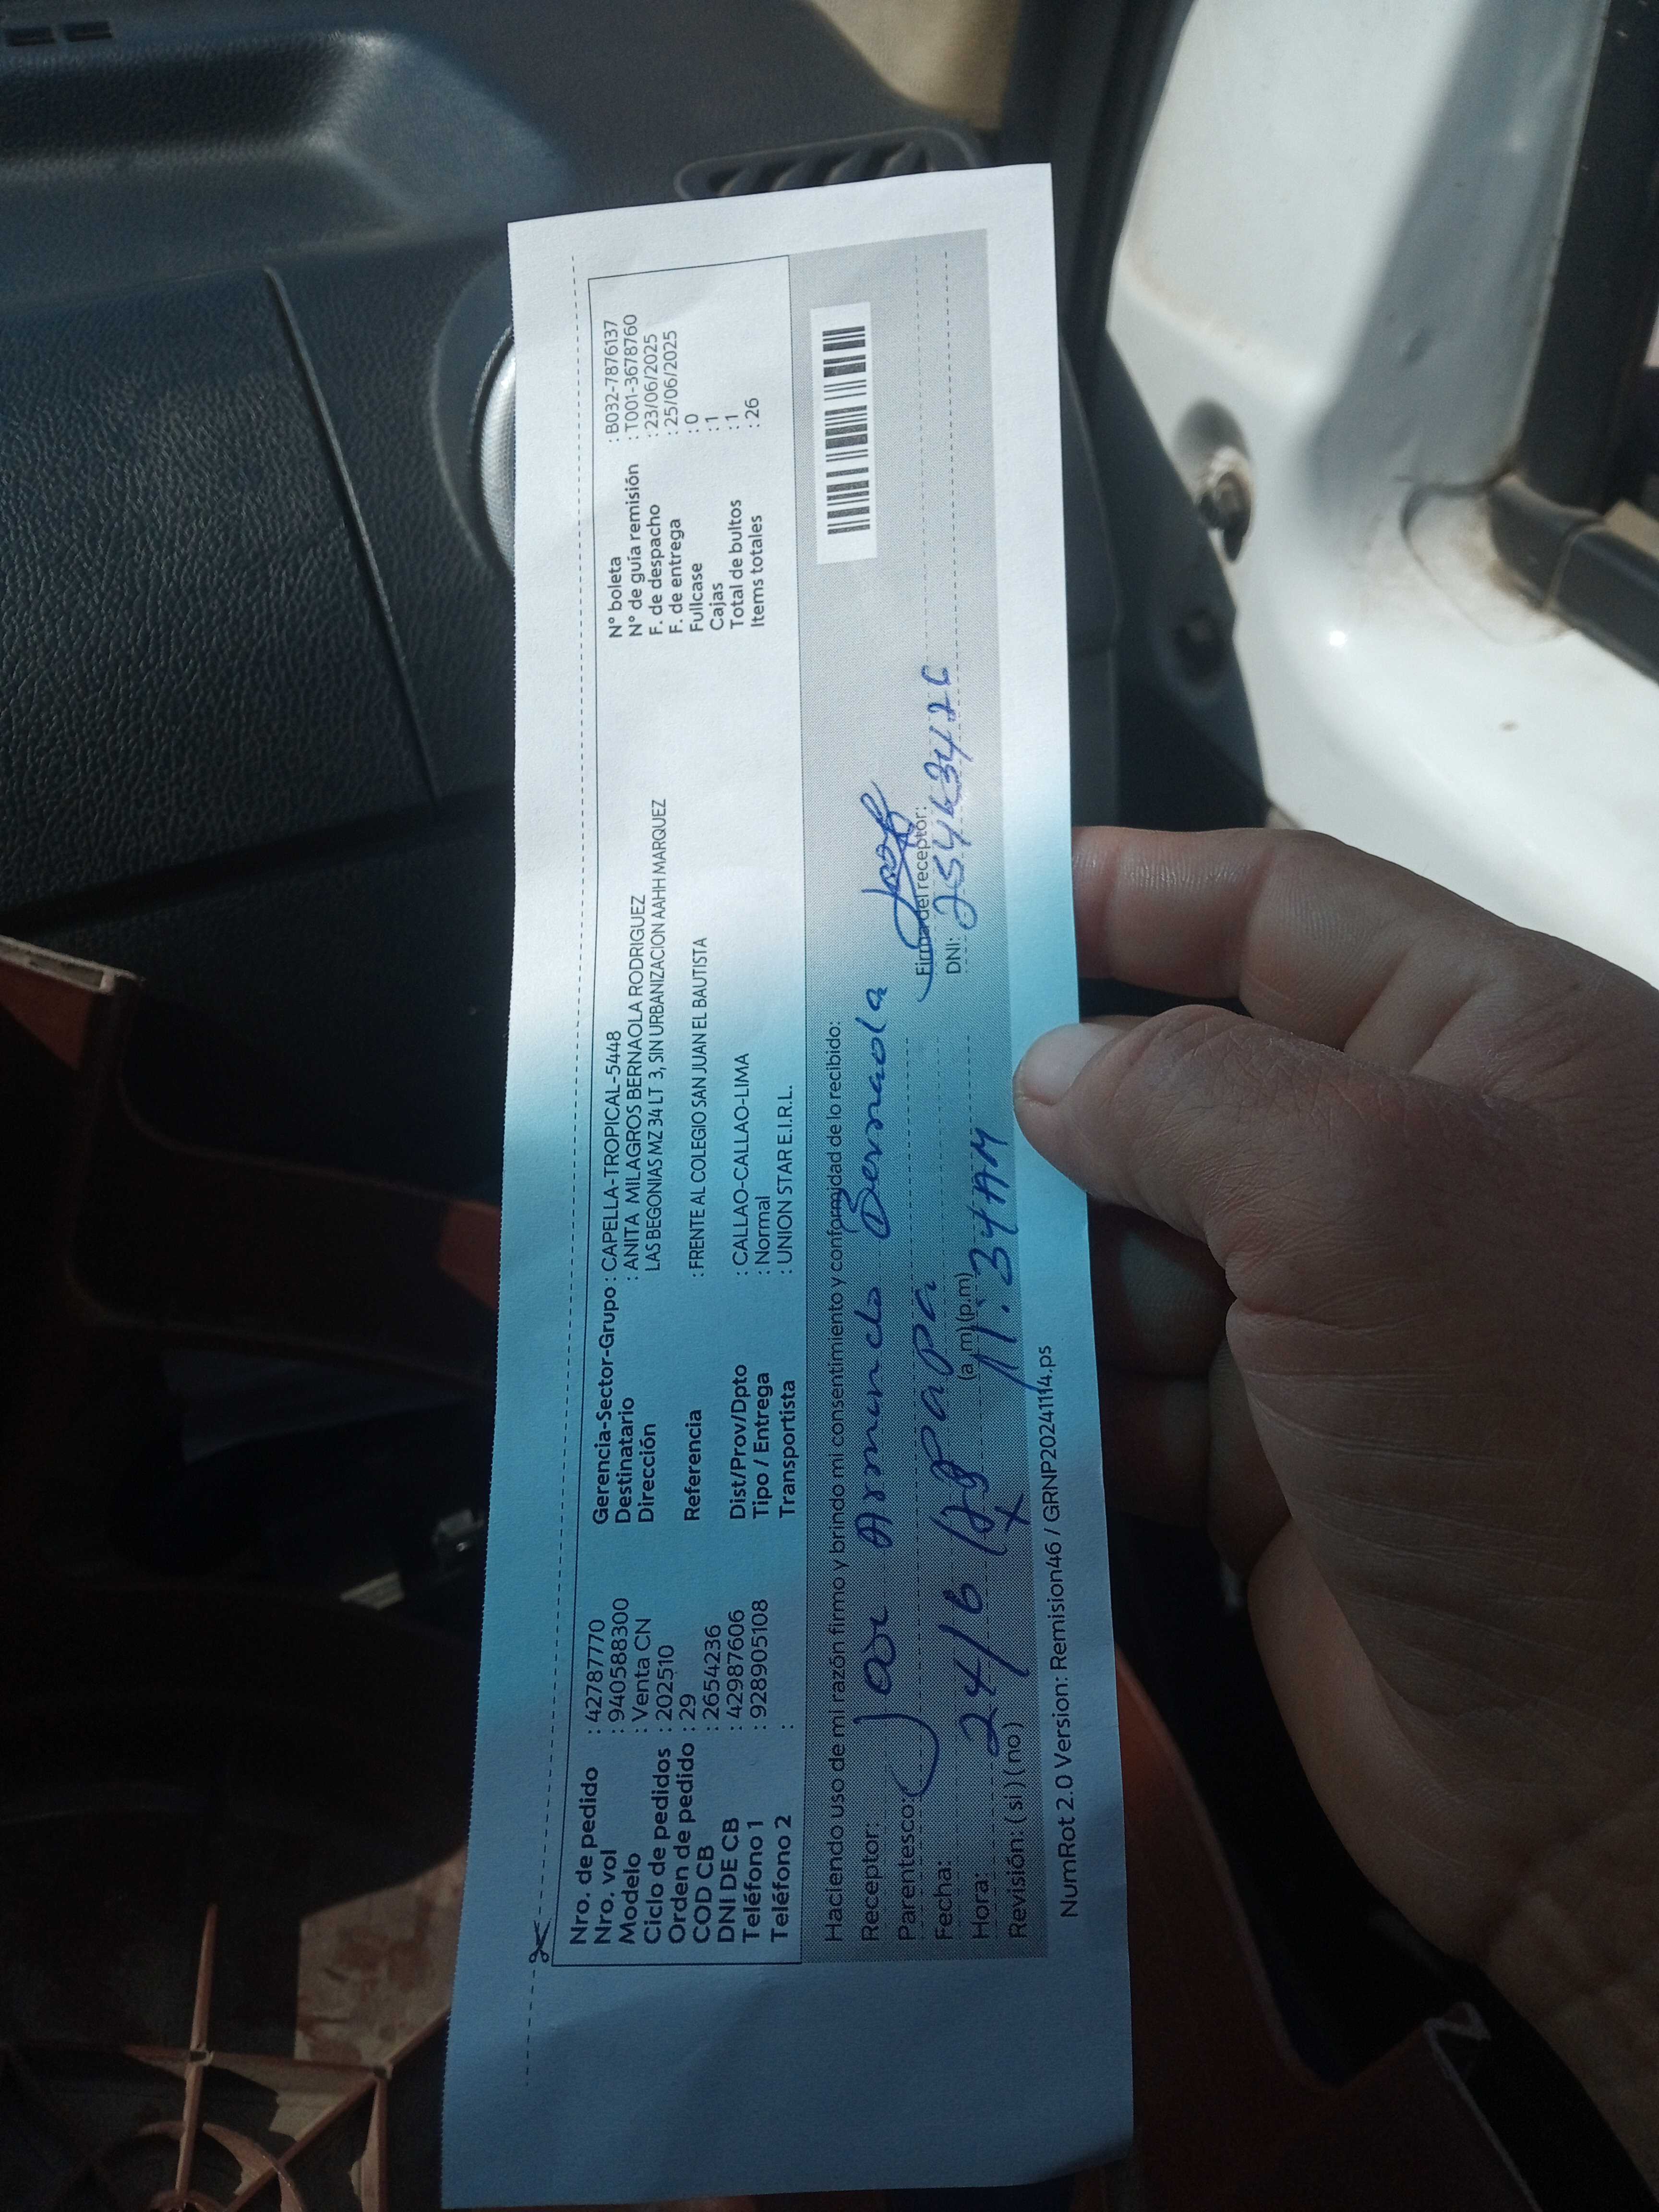 Nro. de pedido : 42787770
Nro. vol : 940588300
Modelo : Venta CN
Ciclo de pedidos : 202510
Orden de pedido : 29
COD CB : 2654236
DNI DE CB : 42987606
Teléfono 1 : 928905108
Teléfono 2 :
Gerencia-Sector-Grupo : CAPELLA-TROPICAL-5448
Destinatario : ANITA MILAGROS BERNAOLA RODRIGUEZ
Dirección LAS BEGONIAS MZ 34 LT 3, SIN URBANIZACION AAHH MARQUEZ
Referencia : FRENTE AL COLEGIO SAN JUAN EL BAUTISTA
Dist/Prov/Dpto : CALLAO-CALLAO-LIMA
Tipo / Entrega : Normal
Transportista : UNION STAR E.I.R.L.
N° boleta : B032-7876137
N° de guía remisión : T001-3678760
F. de despacho : 23/06/2025
F. de entrega : 25/06/2025
Fullcase : 0
Cajas : 1
Total de bultos : 1
Items totales : 26
Haciendo uso de mi razón firmo y brindo mi consentimiento y conformidad de lo recibido:
Receptor: Armando Bernaola
Parentesco: papa
Firma del receptor:
Fecha: 24/6
DNI:
Hora: (a.m) (p.m) 11:34 AM
Revisión: (si) (no) X
NumRot 2.0 Version: Remision46 / GRNP20241114.ps